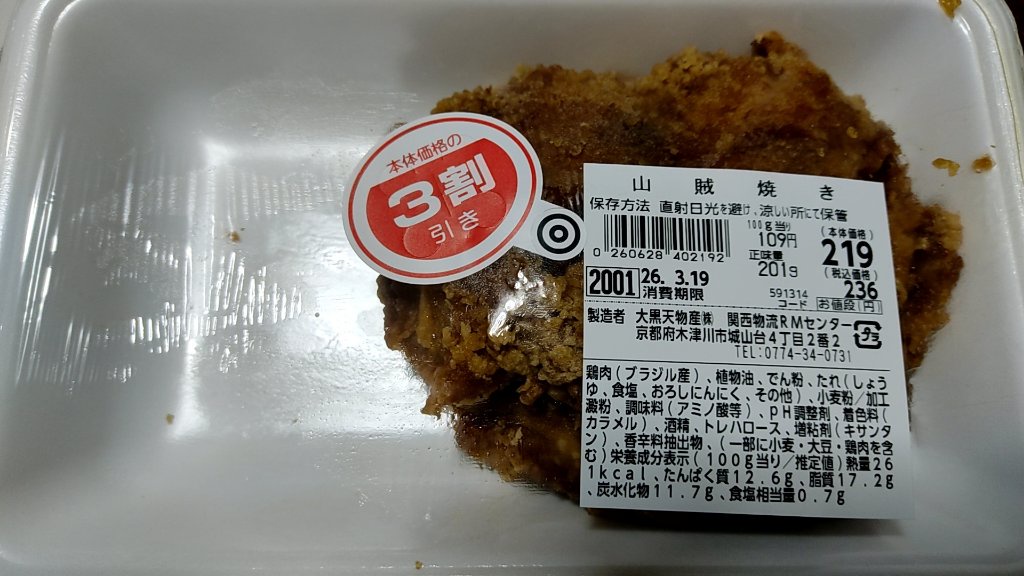 本体価格の
3割
引き
山賊焼き
保存方法 直射日光を避け、涼しい所にて保管
0 260628 402192
100g当り
109円
正味量
201g
(本体価格)
219
(税込価格)
236
2001 26. 3.19
消費期限
591314
コード
お値段(円)
製造者 大黒天物産㈱ 関西物流RMセンター
京都府木津川市城山台4丁目2番2
TEL:0774-34-0731
プラ
鶏肉(ブラジル産)、植物油、でん粉、たれ(しょう
ゆ、食塩、おろしにんにく、その他)、小麦粉/加工
澱粉、調味料(アミノ酸等)、pH調整剤、着色料(
カラメル)、酒精、トレハロース、増粘剤(キサンタ
ン)、香辛料抽出物、(一部に小麦・大豆・鶏肉を含
む)栄養成分表示(100g当り/推定値)熱量26
1kcal、たんぱく質12.6g、脂質17.2g
、炭水化物11.7g、食塩相当量0.7g